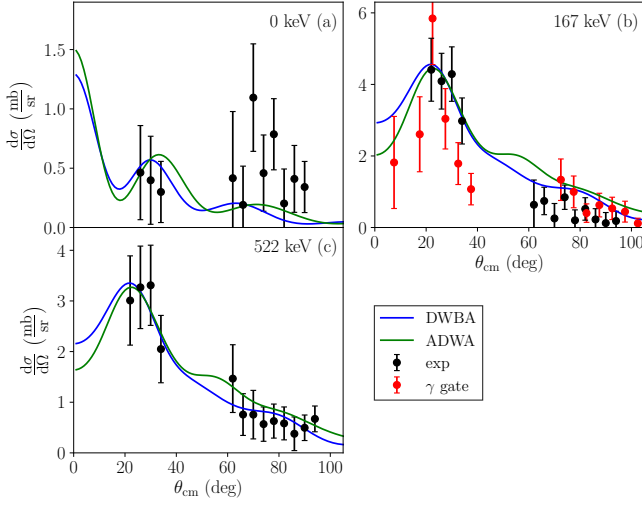 0 keV (a)
1.5
1.0
0.5
0.0
dσ/dΩ (mb/sr)
167 keV (b)
6
4
2
0
0 20 40 60 80 100
θcm (deg)
522 keV (c)
4
3
2
1
0
dσ/dΩ (mb/sr)
0 20 40 60 80 100
θcm (deg)
DWBA
ADWA
exp
γ gate